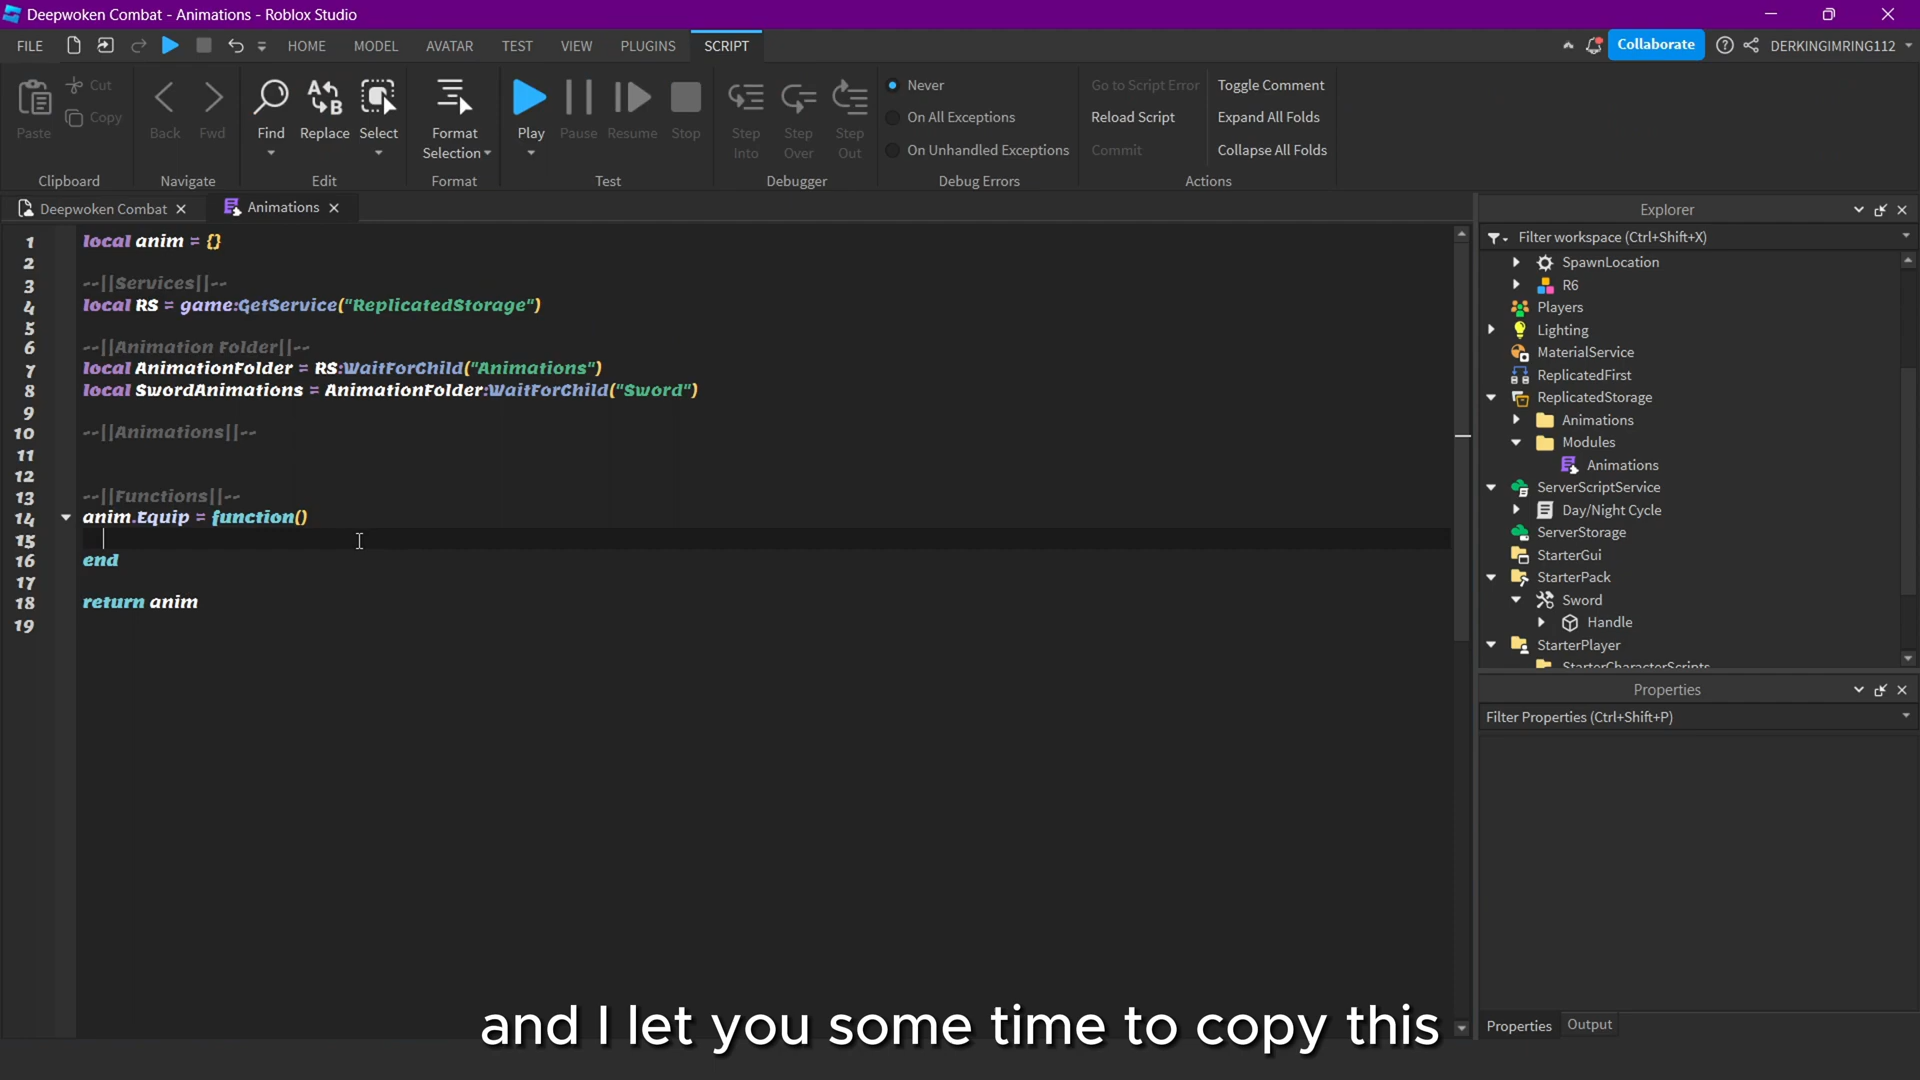 Deepwoken Combat - Animations - Roblox Studio
FILE HOME MODEL AVATAR TEST VIEW PLUGINS SCRIPT Collaborate DERKINGIMRING112
Paste Cut Copy Back Fwd Find Replace Select Format Selection Play Pause Resume Stop Step Into Step Over Step Out
Never
On All Exceptions
On Unhandled Exceptions
Go to Script Error
Reload Script
Commit
Toggle Comment
Expand All Folds
Collapse All Folds
Clipboard Navigate Edit Format Test Debugger Debug Errors Actions
Deepwoken Combat Animations
1 local anim = {}
2
3 --||Services||--
4 local RS = game:GetService("ReplicatedStorage")
5
6 --||Animation Folder||--
7 local AnimationFolder = RS:WaitForChild("Animations")
8 local SwordAnimations = AnimationFolder:WaitForChild("Sword")
9
10 --||Animations||--
11
12
13 --||Functions||--
14 anim.Equip = function()
15
16 end
17
18 return anim
19
Explorer
Filter workspace (Ctrl+Shift+X)
SpawnLocation
R6
Players
Lighting
MaterialService
ReplicatedFirst
ReplicatedStorage
Animations
Modules
Animations
ServerScriptService
Day/Night Cycle
ServerStorage
StarterGui
StarterPack
Sword
Handle
StarterPlayer
StarterCharacterScripts
Properties
Filter Properties (Ctrl+Shift+P)
Properties Output
and I let you some time to copy this